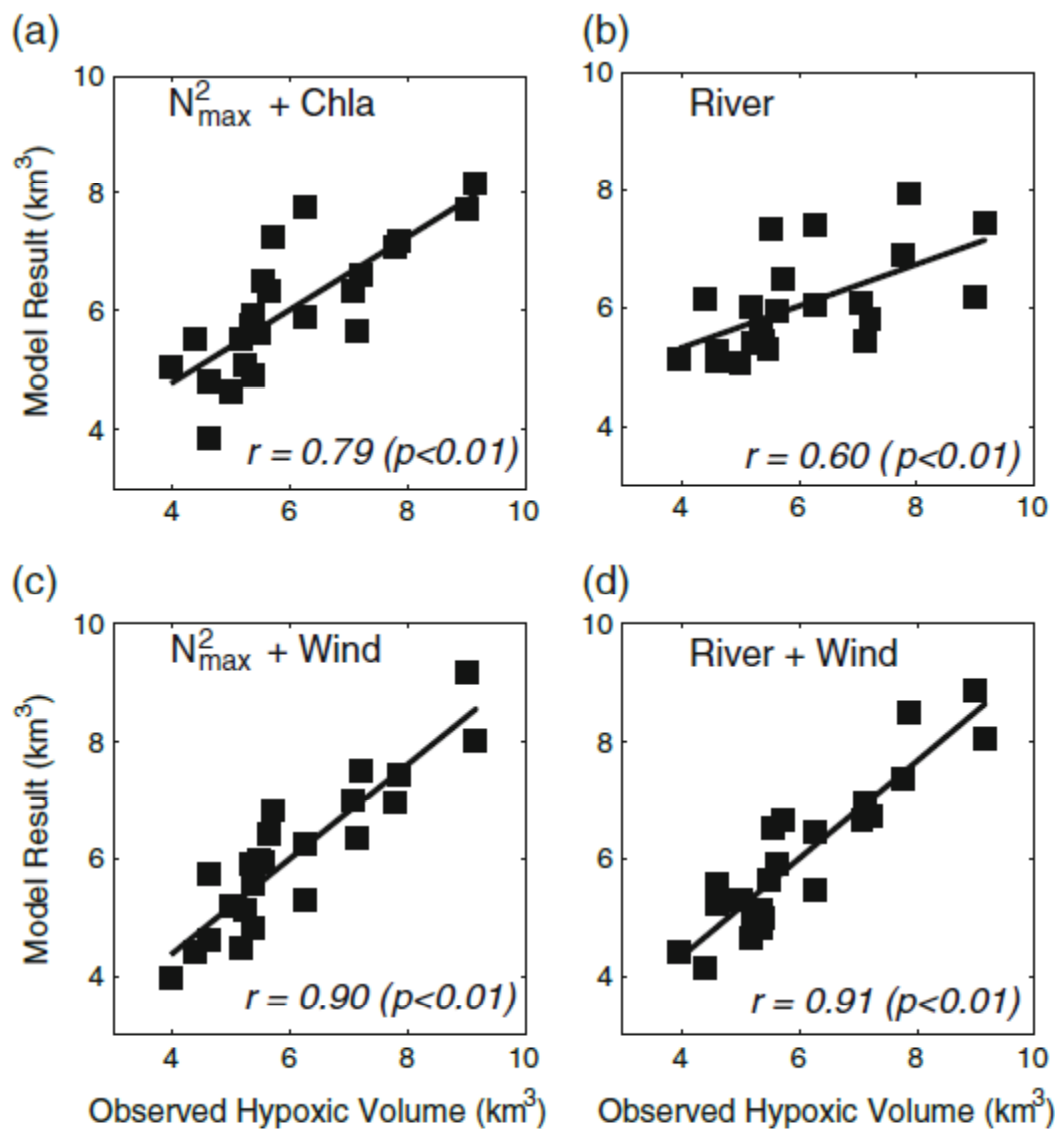 (a)
(b)
10
8
6
4
4
6
8
10
Model Result (km³)
N²max + Chla
r = 0.79 (p<0.01)
10
8
6
4
4
6
8
10
River
r = 0.60 ( p<0.01)
(c)
(d)
10
8
6
4
4
6
8
10
Model Result (km³)
N²max + Wind
r = 0.90 (p<0.01)
Observed Hypoxic Volume (km³)
10
8
6
4
4
6
8
10
River + Wind
r = 0.91 (p<0.01)
Observed Hypoxic Volume (km³)